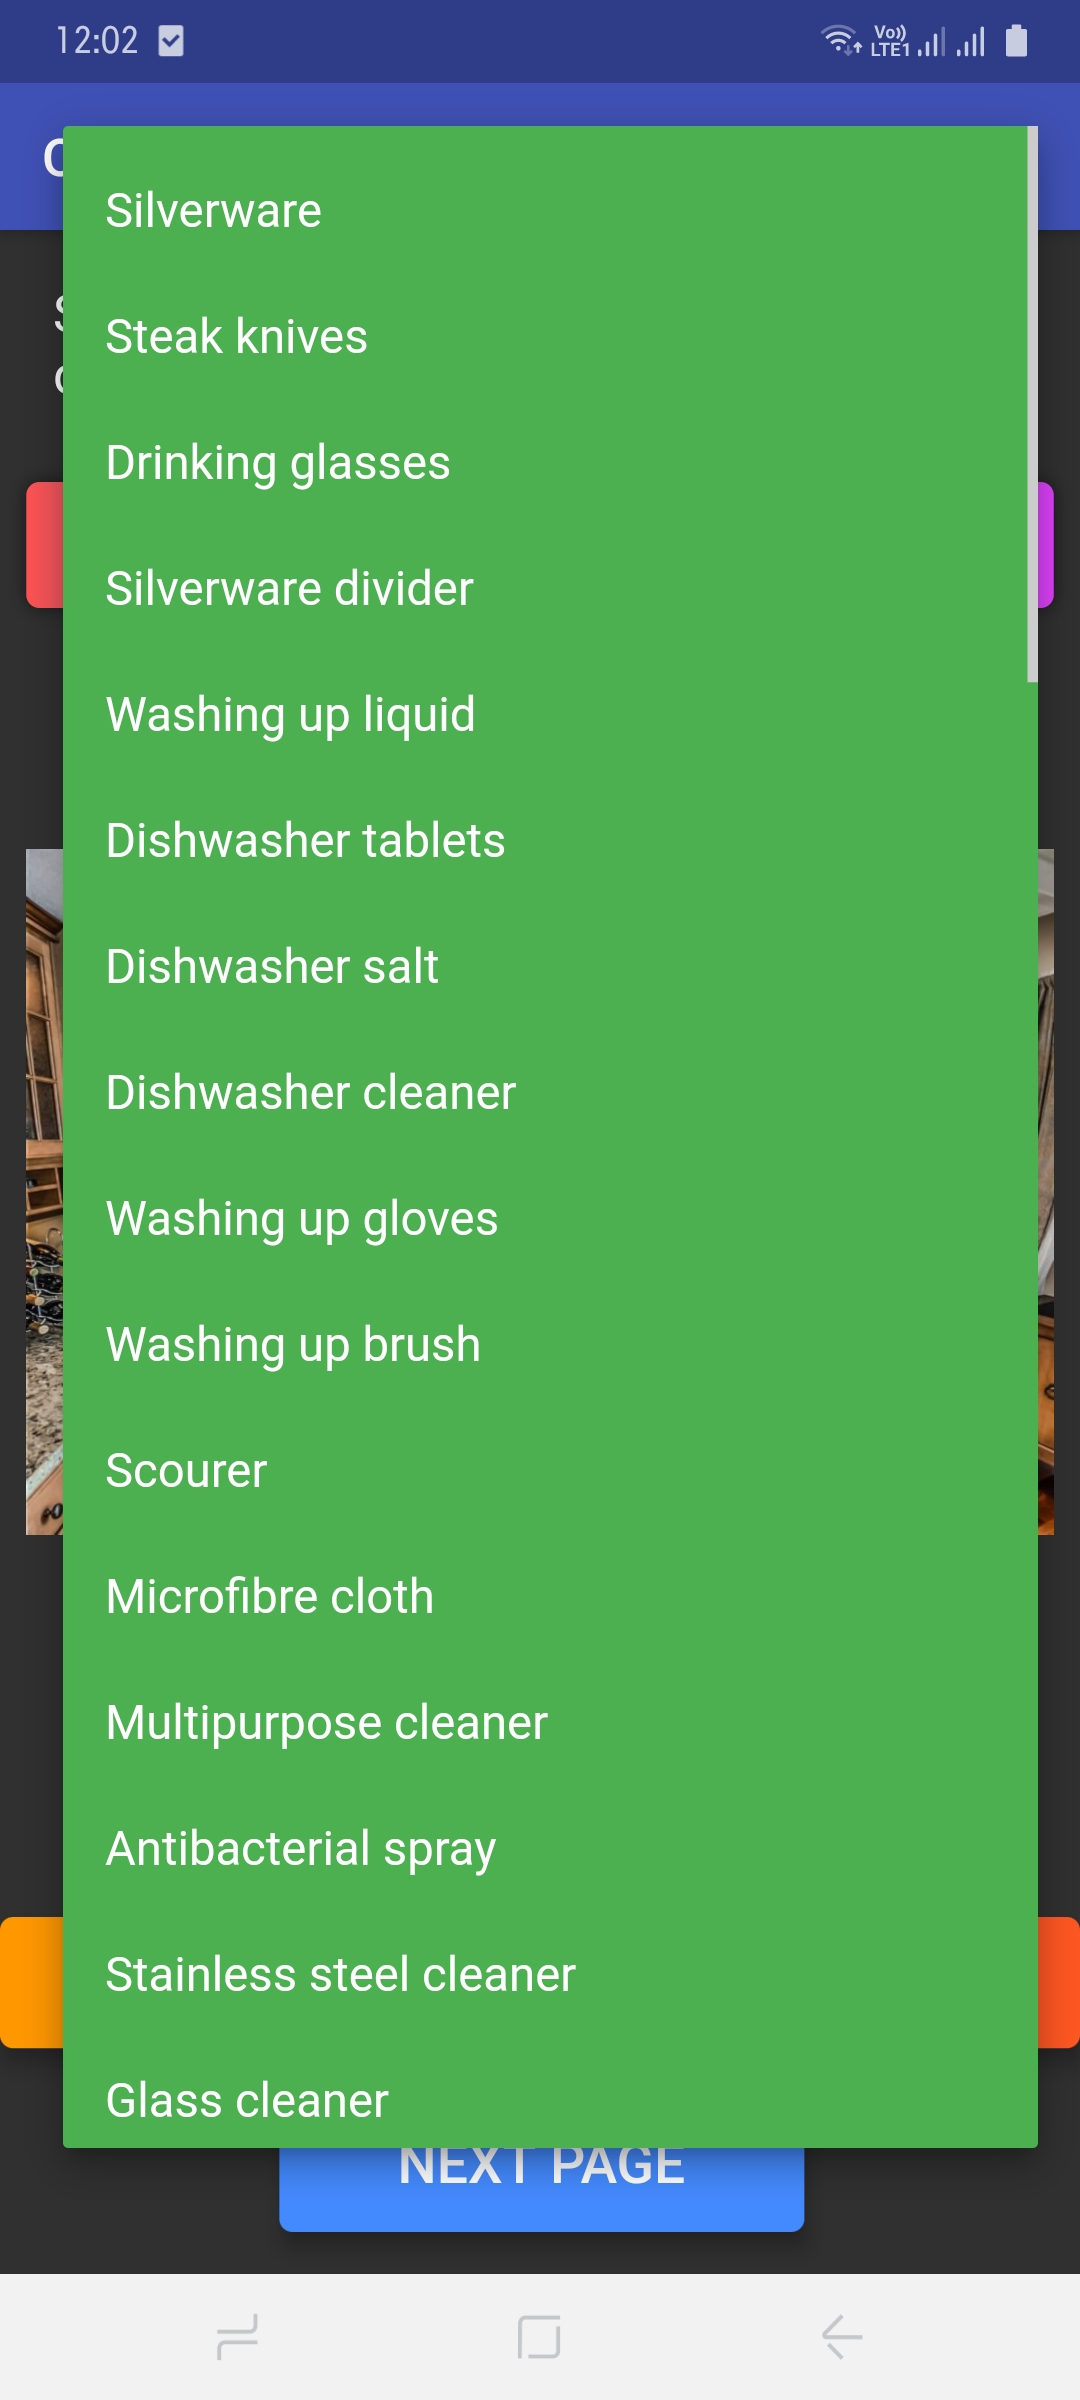 12:02
Vo)) LTE1
Silverware
Steak knives
Drinking glasses
Silverware divider
Washing up liquid
Dishwasher tablets
Dishwasher salt
Dishwasher cleaner
Washing up gloves
Washing up brush
Scourer
Microfibre cloth
Multipurpose cleaner
Antibacterial spray
Stainless steel cleaner
Glass cleaner
NEXT PAGE